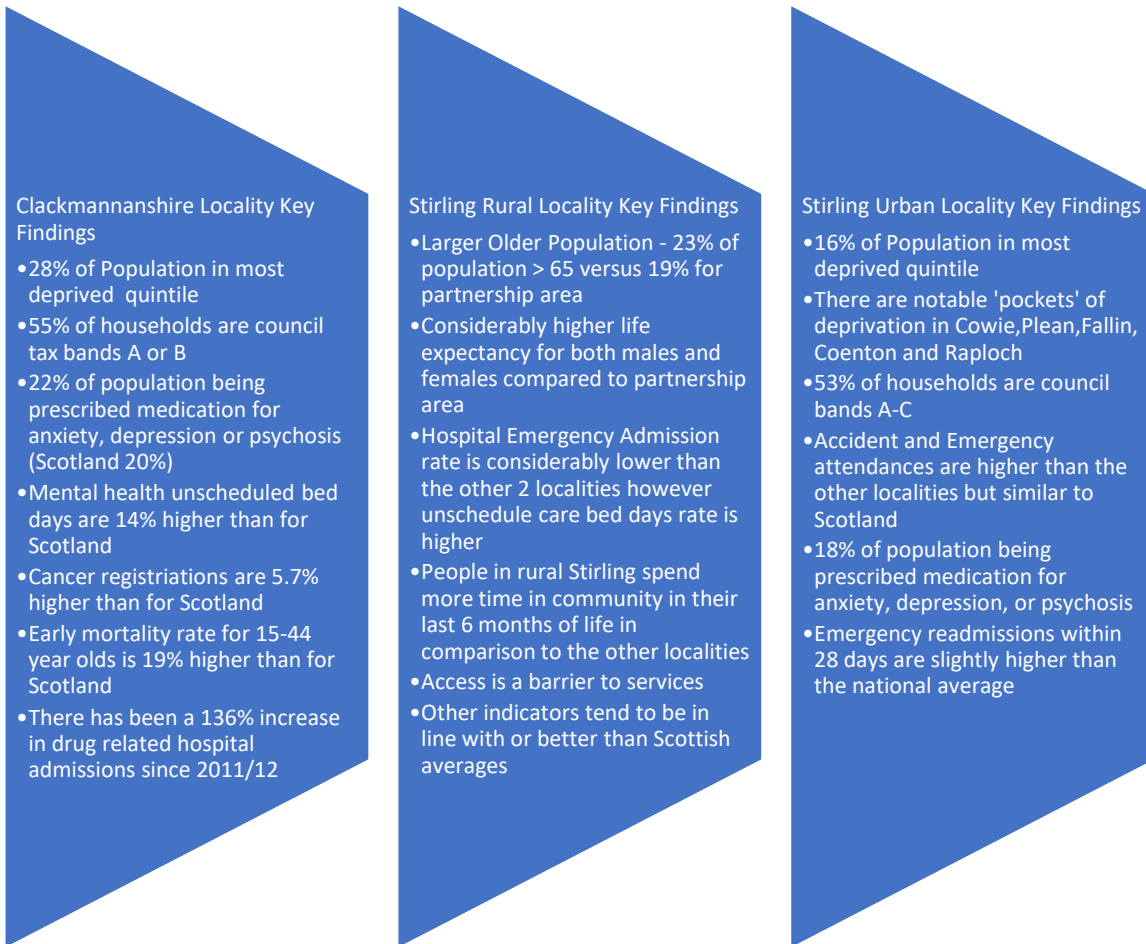 Clackmannanshire Locality Key
Findings
•28% of Population in most
deprived  quintile
•55% of households are council
tax bands A or B
•22% of population being
prescribed medication for
anxiety, depression or psychosis
(Scotland 20%)
•Mental health unscheduled bed
days are 14% higher than for
Scotland
•Cancer registriations are 5.7%
higher than for Scotland
•Early mortality rate for 15-44
year olds is 19% higher than for
Scotland
•There has been a 136% increase
in drug related hospital
admissions since 2011/12
Stirling Rural Locality Key Findings
•Larger Older Population - 23% of
population > 65 versus 19% for
partnership area
•Considerably higher life
expectancy for both males and
females compared to partnership
area
•Hospital Emergency Admission
rate is considerably lower than
the other 2 localities however
unschedule care bed days rate is
higher
•People in rural Stirling spend
more time in community in their
last 6 months of life in
comparison to the other localities
•Access is a barrier to services
•Other indicators tend to be in
line with or better than Scottish
averages
Stirling Urban Locality Key Findings
•16% of Population in most
deprived quintile
•There are notable 'pockets' of
deprivation in Cowie,Plean,Fallin,
Coenton and Raploch
•53% of households are council
bands A-C
•Accident and Emergency
attendances are higher than the
other localities but similar to
Scotland
•18% of population being
prescribed medication for
anxiety, depression, or psychosis
•Emergency readmissions within
28 days are slightly higher than
the national average